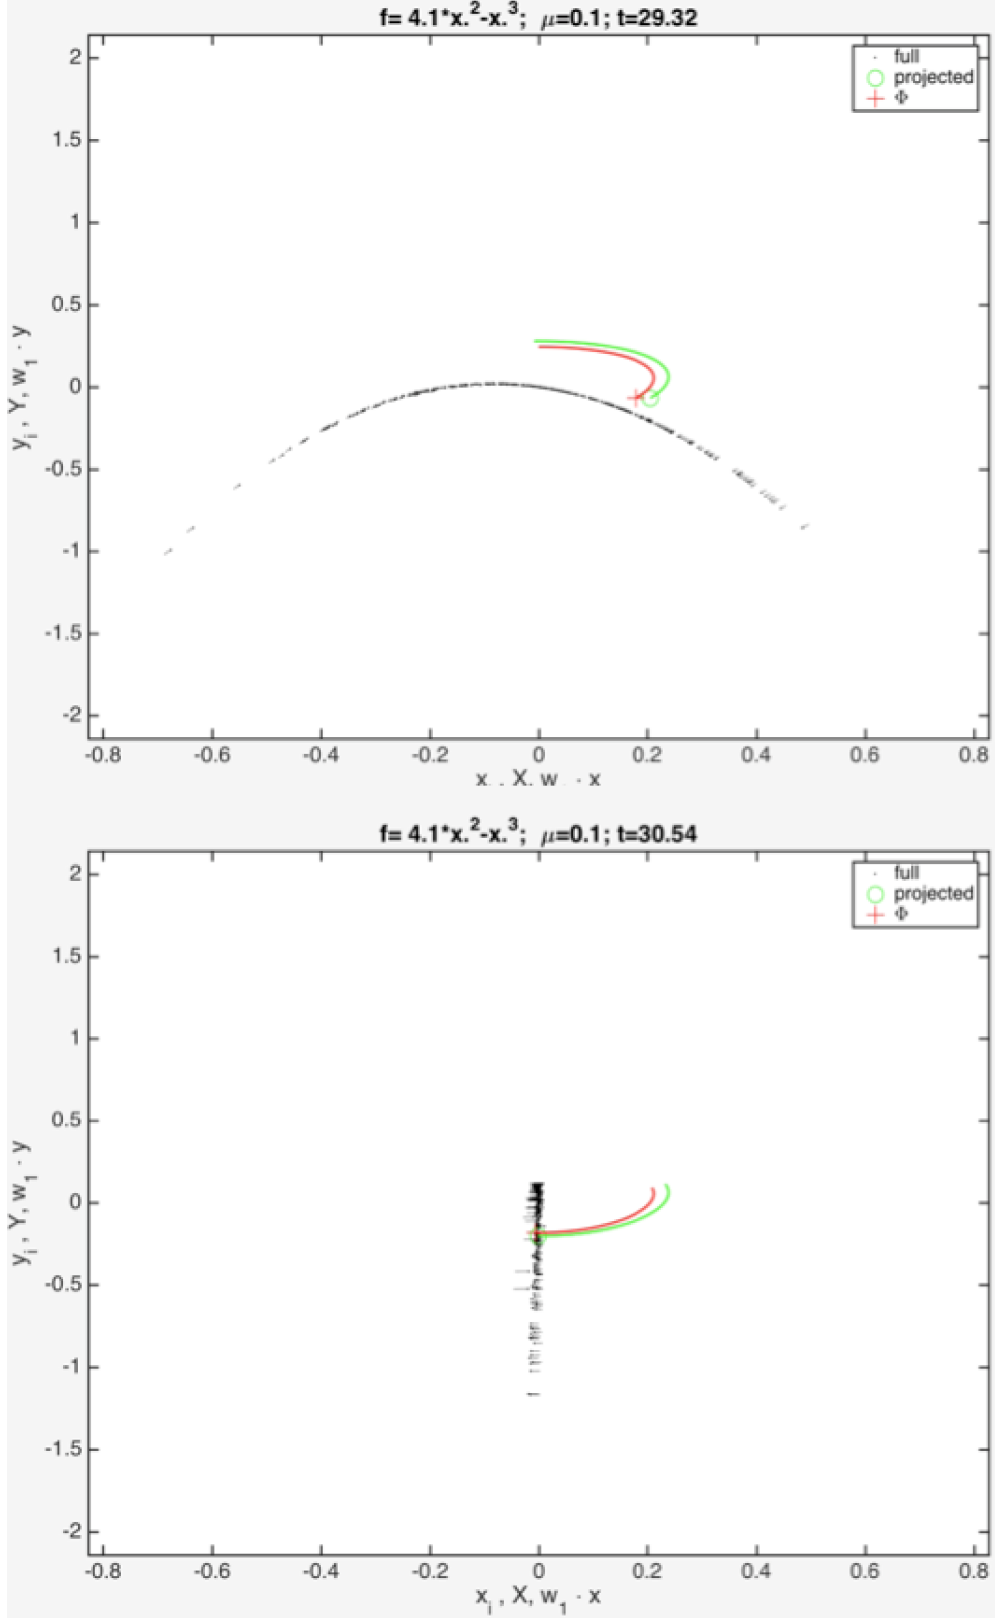 f= 4.1*x.^2-x.^3; μ=0.1; t=29.32
full
projected
Φ
2
1.5
1
0.5
0
-0.5
-1
-1.5
-2
y_i , Y, w_1 · y
-0.8 -0.6 -0.4 -0.2 0 0.2 0.4 0.6 0.8
x. , X, w. · x
f= 4.1*x.^2-x.^3; μ=0.1; t=30.54
full
projected
Φ
2
1.5
1
0.5
0
-0.5
-1
-1.5
-2
y_i , Y, w_1 · y
-0.8 -0.6 -0.4 -0.2 0 0.2 0.4 0.6 0.8
x_i , X, w_1 · x